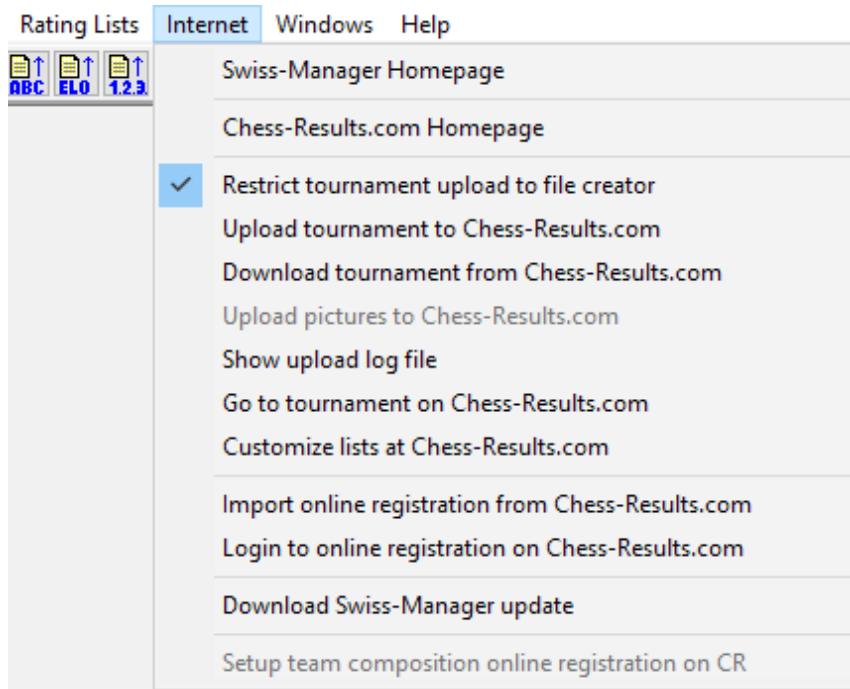 Rating Lists Internet Windows Help
ABC ELO 1.2.3.
Swiss-Manager Homepage
Chess-Results.com Homepage
Restrict tournament upload to file creator
Upload tournament to Chess-Results.com
Download tournament from Chess-Results.com
Upload pictures to Chess-Results.com
Show upload log file
Go to tournament on Chess-Results.com
Customize lists at Chess-Results.com
Import online registration from Chess-Results.com
Login to online registration on Chess-Results.com
Download Swiss-Manager update
Setup team composition online registration on CR